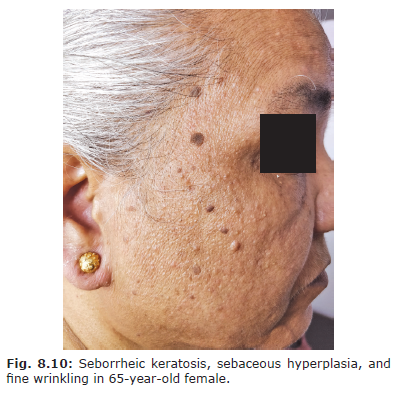 Fig. 8.10: Seborrheic keratosis, sebaceous hyperplasia, and
fine wrinkling in 65-year-old female.